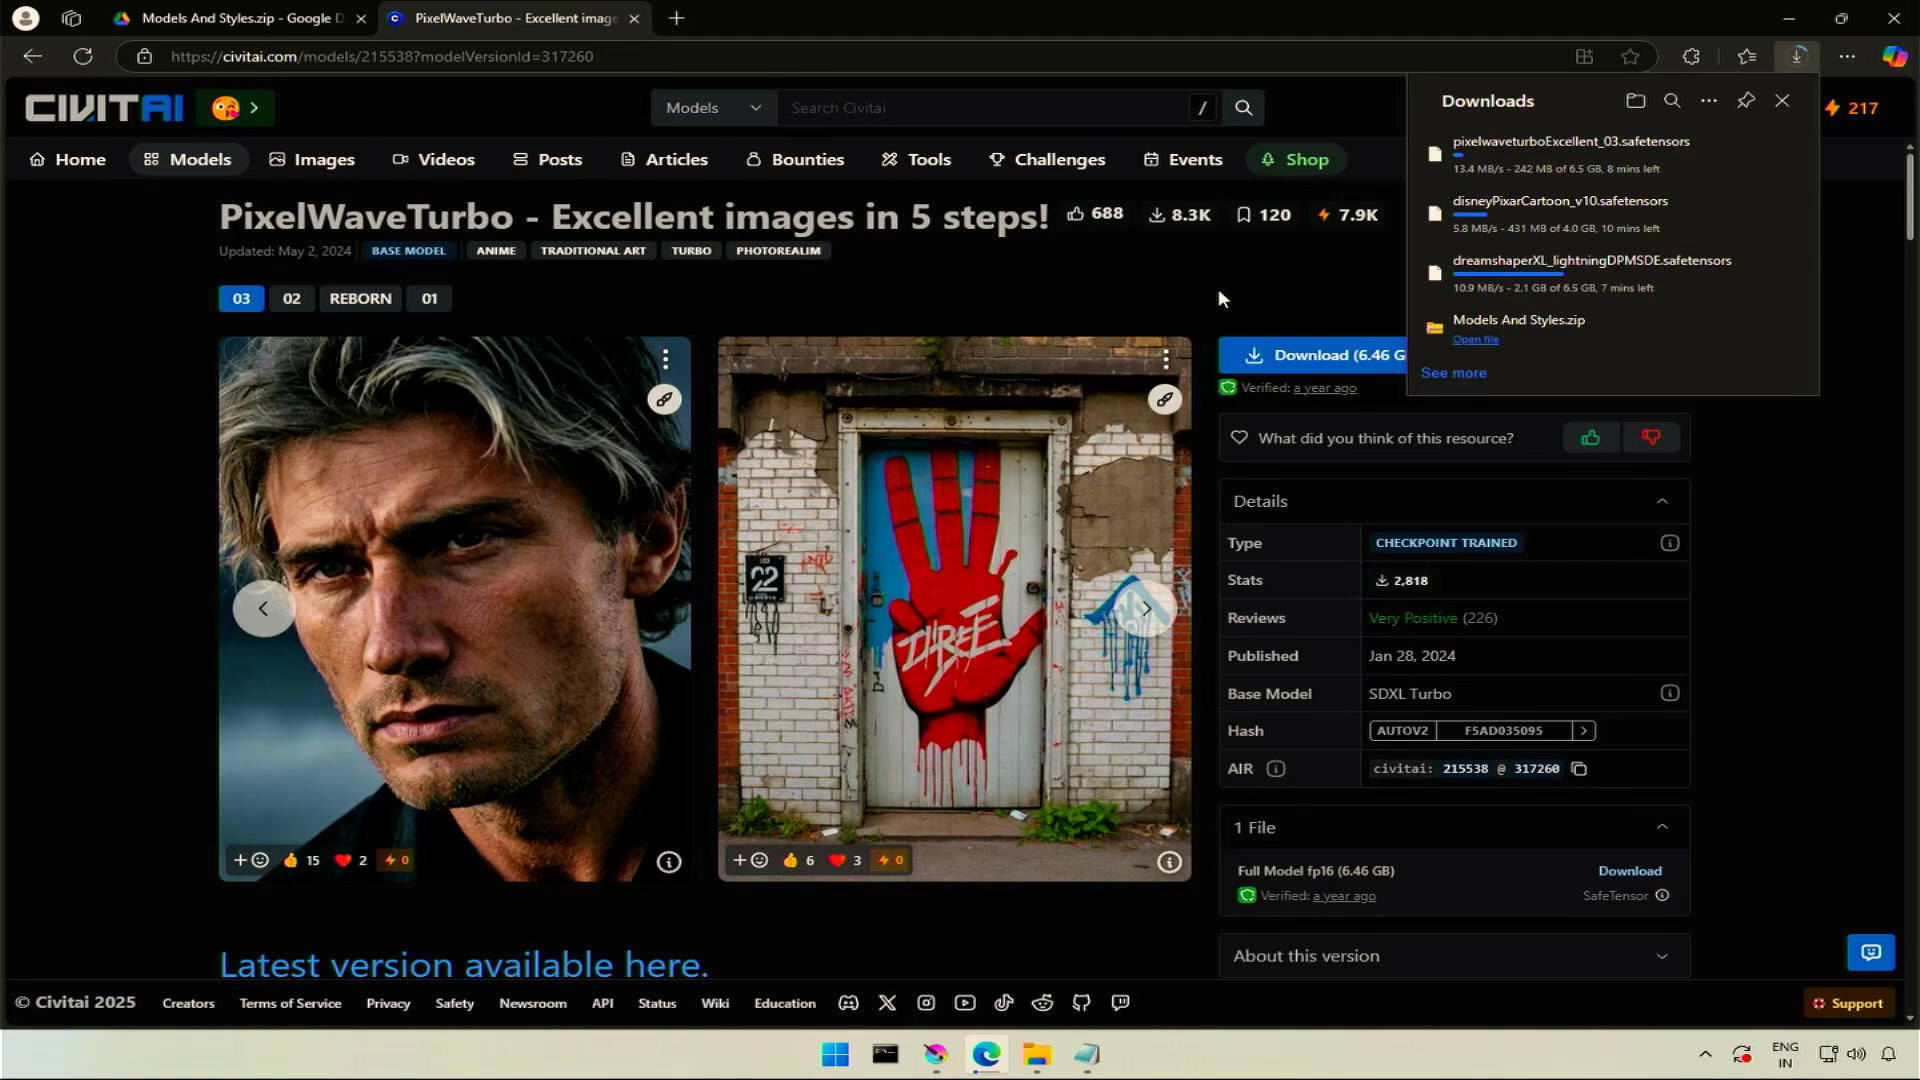 Models And Styles.zip - Google D
PixelWaveTurbo - Excellent image
https://civitai.com/models/215538?modelVersionId=317260
CIVITAI
Models
Search Civitai
/
217
Home
Models
Images
Videos
Posts
Articles
Bounties
Tools
Challenges
Events
Shop
Downloads
pixelwaveturboExcellent_03.safetensors
13.4 MB/s - 242 MB of 6.5 GB, 8 mins left
disneyPixarCartoon_v10.safetensors
5.8 MB/s - 431 MB of 4.0 GB, 10 mins left
dreamshaperXL_lightningDPMSDE.safetensors
10.9 MB/s - 2.1 GB of 6.5 GB, 7 mins left
Models And Styles.zip
Open file
See more
PixelWaveTurbo - Excellent images in 5 steps!
688
8.3K
120
7.9K
Updated: May 2, 2024
BASE MODEL
ANIME
TRADITIONAL ART
TURBO
PHOTOREALIM
03
02
REBORN
01
22
THREE
15
2
0
6
3
0
Download (6.46 G
Verified: a year ago
What did you think of this resource?
Details
Type
CHECKPOINT TRAINED
Stats
2,818
Reviews
Very Positive (226)
Published
Jan 28, 2024
Base Model
SDXL Turbo
Hash
AUTOV2
F5AD035095
AIR
civitai: 215538 @ 317260
1 File
Full Model fp16 (6.46 GB)
Download
Verified: a year ago
SafeTensor
About this version
Latest version available here.
© Civitai 2025
Creators
Terms of Service
Privacy
Safety
Newsroom
API
Status
Wiki
Education
Support
ENG
IN